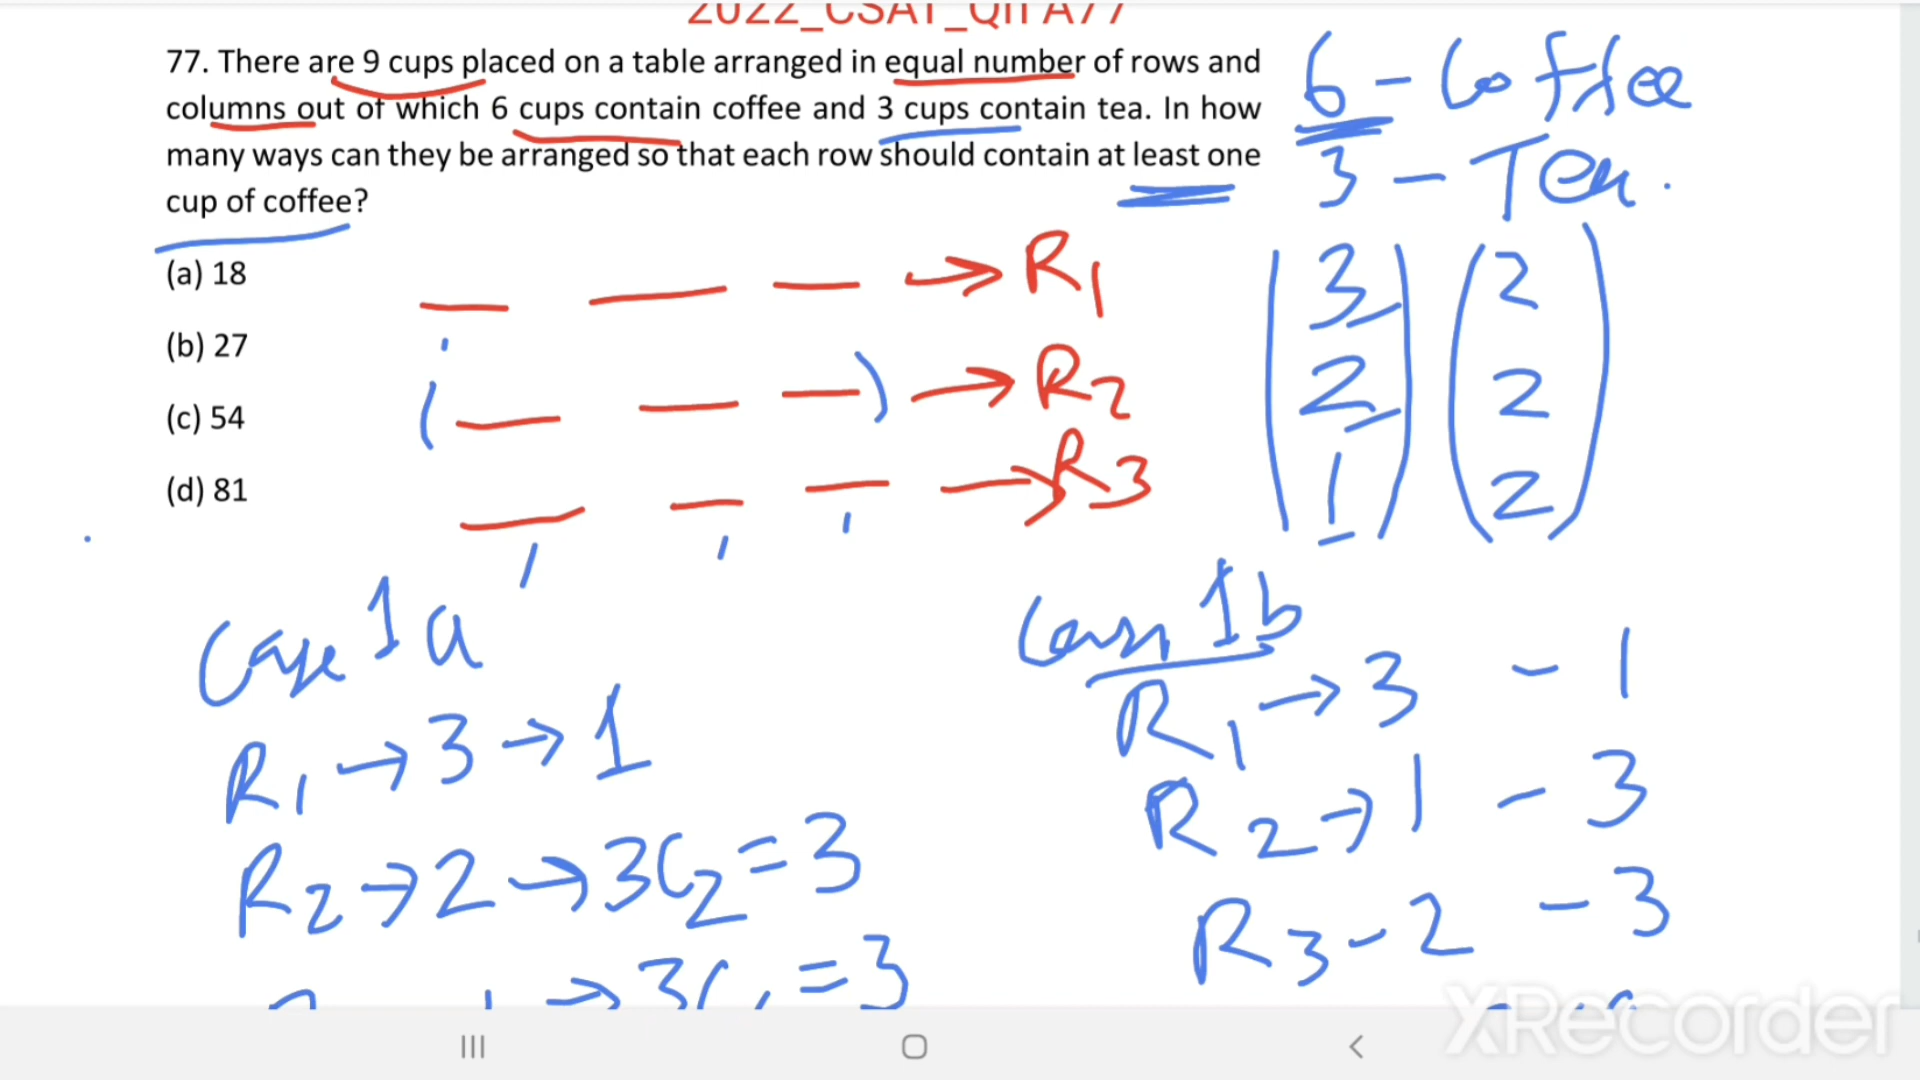 2022_CSAT_QN A77
77. There are 9 cups placed on a table arranged in equal number of rows and
columns out of which 6 cups contain coffee and 3 cups contain tea. In how
many ways can they be arranged so that each row should contain at least one
cup of coffee?
(a) 18
(b) 27
(c) 54
(d) 81
6 - Coffee
3 - Tea.
→ R1
→ R2
→ R3
3 2
2 2
1 2
Case 1a
R1 → 3 → 1
R2 → 2 → 3C2 = 3
→ 3C1 = 3
Case 1b
R1 → 3 - 1
R2 → 1 - 3
R3 - 2 - 3
XRecorder